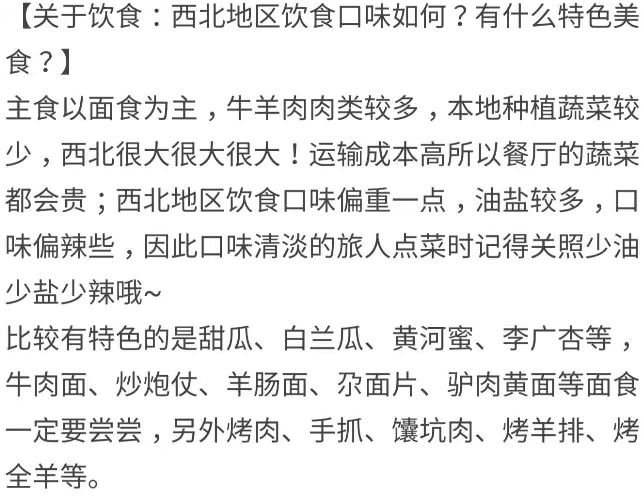 【关于饮食：西北地区饮食口味如何？有什么特色美
食？】
主食以面食为主，牛羊肉肉类较多，本地种植蔬菜较
少，西北很大很大很大！运输成本高所以餐厅的蔬菜
都会贵；西北地区饮食口味偏重一点，油盐较多，口
味偏辣些，因此口味清淡的旅人点菜时记得关照少油
少盐少辣哦~
比较有特色的是甜瓜、白兰瓜、黄河蜜、李广杏等，
牛肉面、炒炮仗、羊肠面、尕面片、驴肉黄面等面食
一定要尝尝，另外烤肉、手抓、馕坑肉、烤羊排、烤
全羊等。